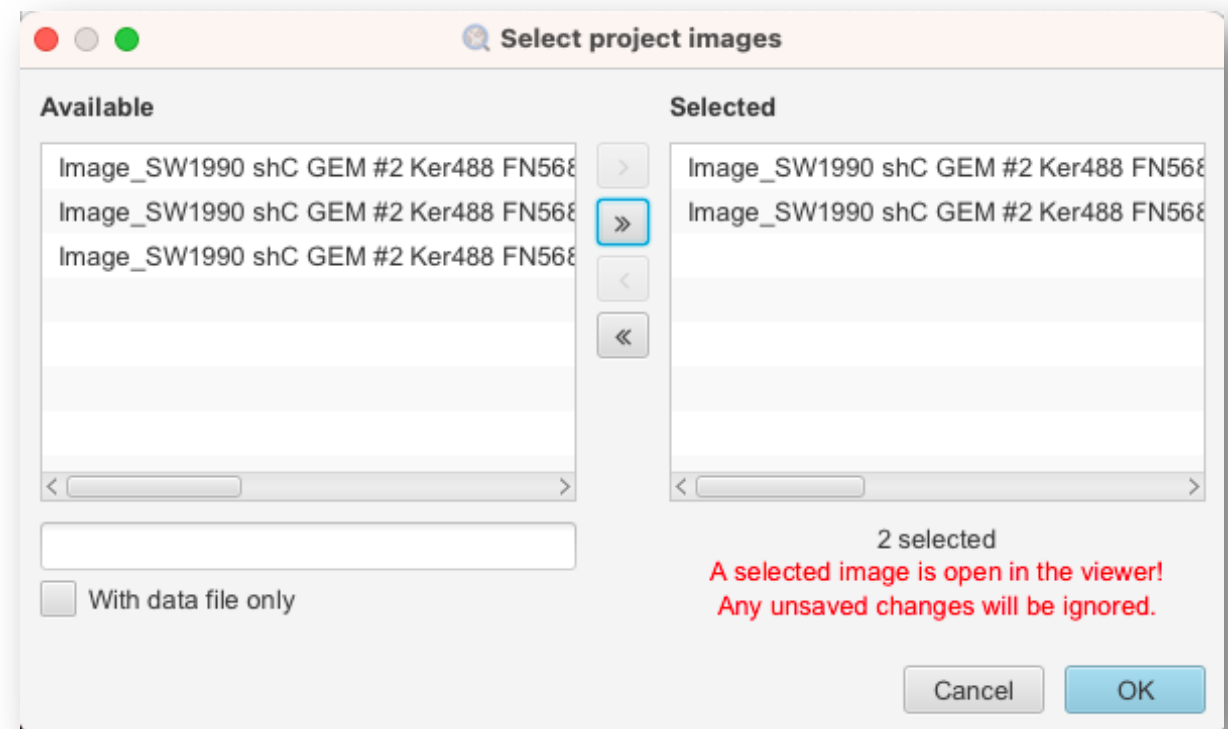 Select project images
Available
Selected
Image_SW1990 shC GEM #2 Ker488 FN568
Image_SW1990 shC GEM #2 Ker488 FN568
Image_SW1990 shC GEM #2 Ker488 FN568
>
»
<
«
Image_SW1990 shC GEM #2 Ker488 FN568
Image_SW1990 shC GEM #2 Ker488 FN568
With data file only
2 selected
A selected image is open in the viewer!
Any unsaved changes will be ignored.
Cancel
OK